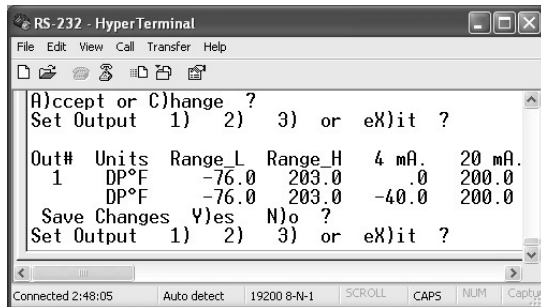 RS-232 - HyperTerminal
File Edit View Call Transfer Help
A)ccept or C)hange ?
Set Output 1) 2) 3) or eX)it ?
Out# Units Range_L Range_H 4 mA. 20 mA.
1 DP°F -76.0 203.0 .0 200.0
DP°F -76.0 203.0 -40.0 200.0
Save Changes Y)es N)o ?
Set Output 1) 2) 3) or eX)it ?
Connected 2:48:05 Auto detect 19200 8-N-1 SCROLL CAPS NUM Captu